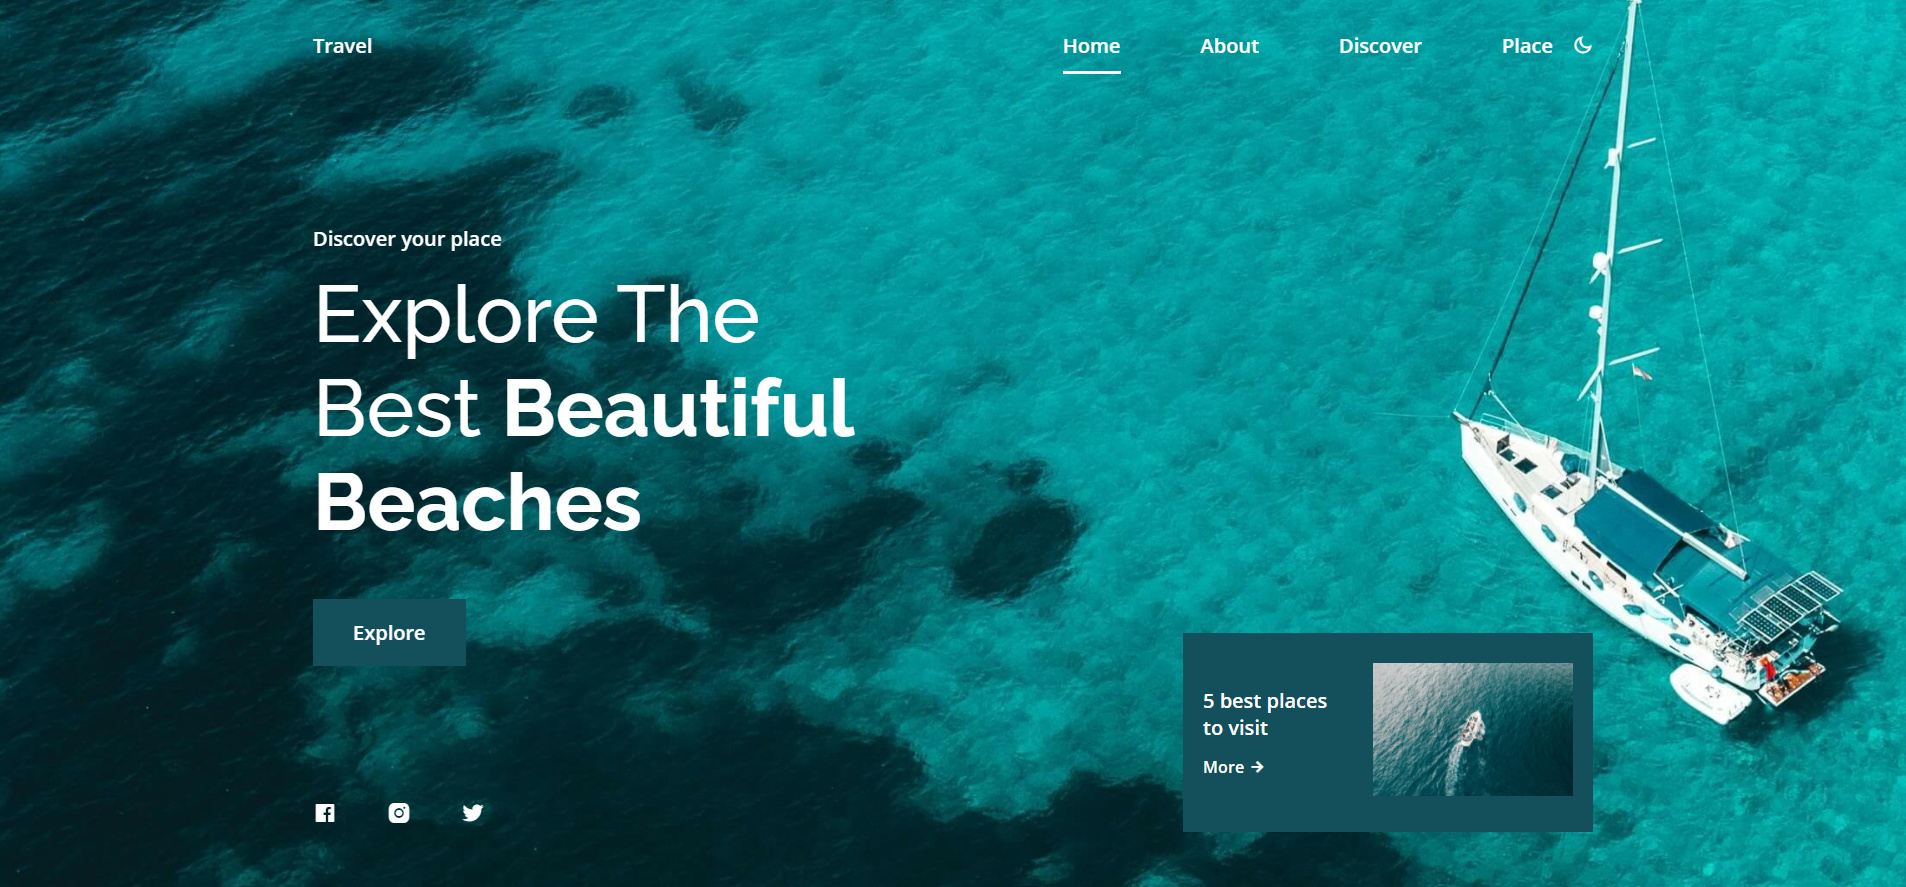 Travel
Home
About
Discover
Place
Discover your place
Explore The
Best Beautiful
Beaches
Explore
5 best places
to visit
More